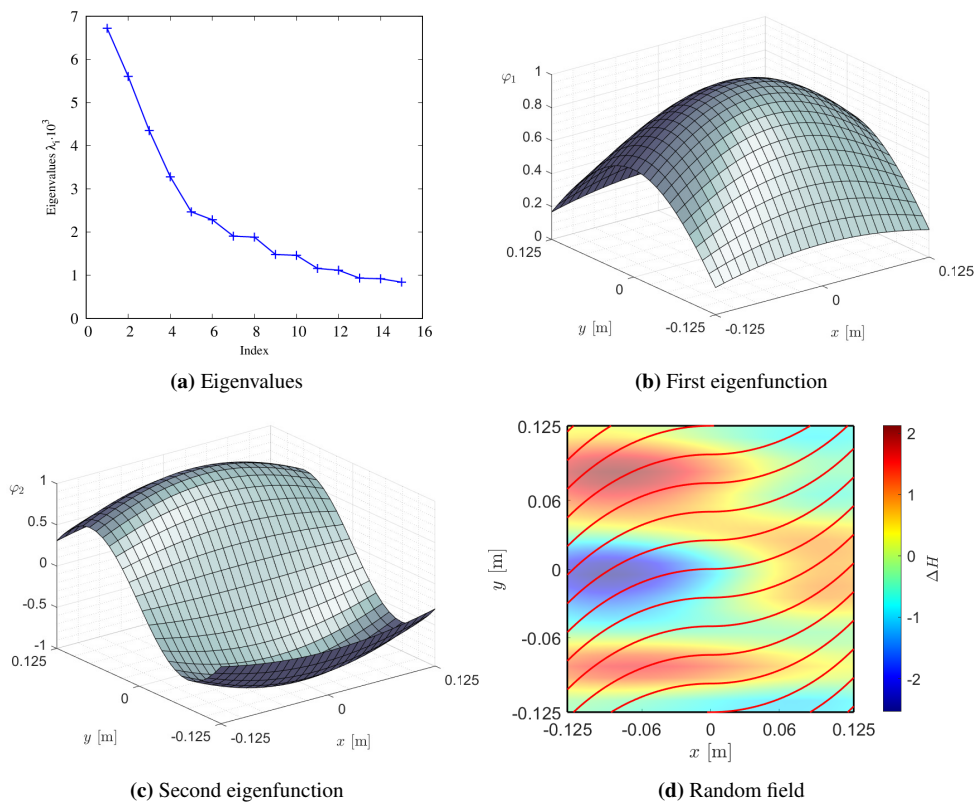 7
6
5
4
3
2
1
0
Eigenvalues λᵢ·10³
0 2 4 6 8 10 12 14 16
Index
(a) Eigenvalues
φ₁
1
0.8
0.6
0.4
0.2
0
0.125
0
-0.125
y [m]
-0.125
0
0.125
x [m]
(b) First eigenfunction
φ₂
1
0.5
0
-0.5
-1
0.125
0
-0.125
y [m]
-0.125
0
0.125
x [m]
(c) Second eigenfunction
0.125
0.06
0
-0.06
-0.125
y [m]
-0.125 -0.06 0 0.06 0.125
x [m]
2
1
0
-1
-2
ΔH
(d) Random field